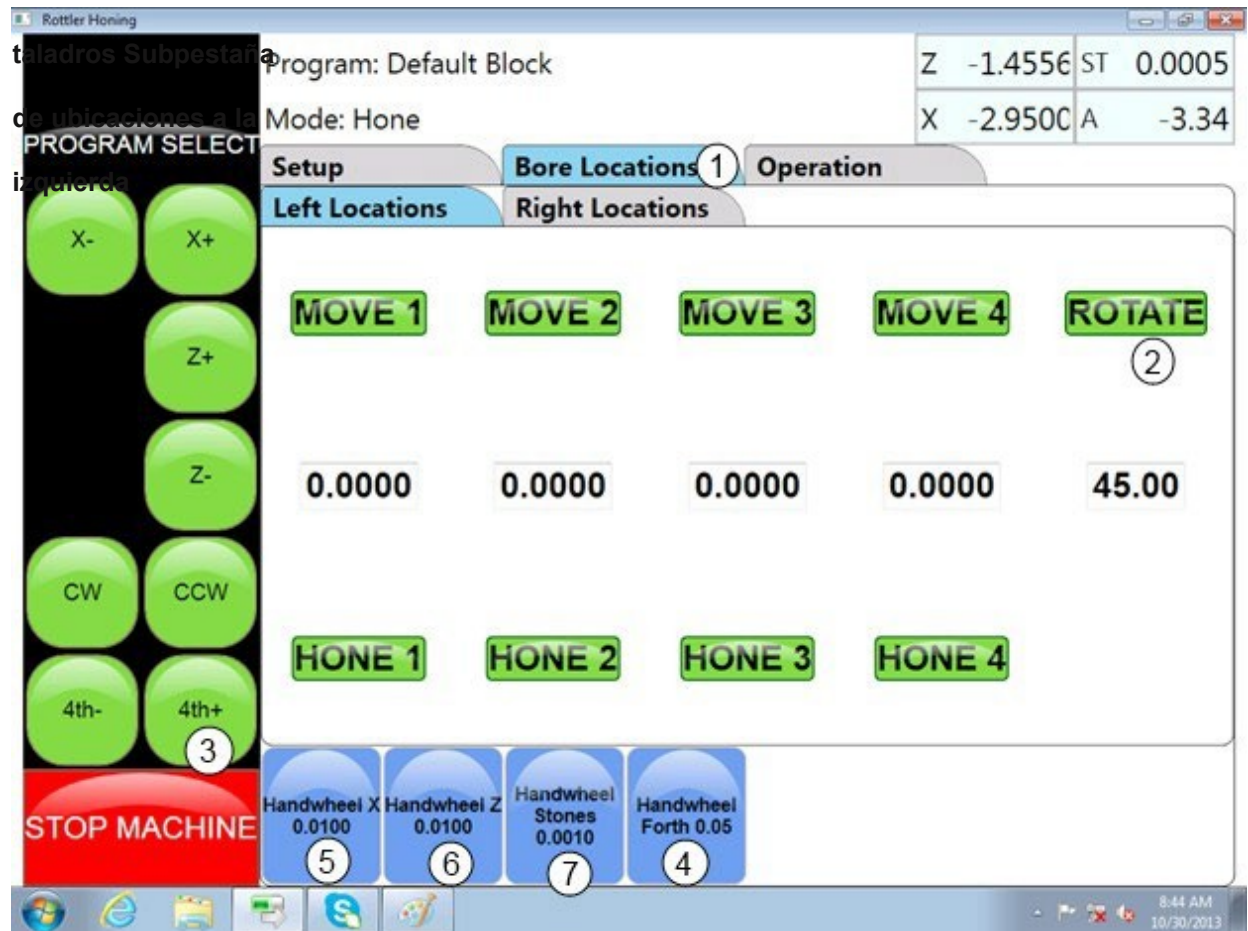 Rottler Honing
taladros Subpestaña
de ubicaciones a la
izquierda
PROGRAM SELECT
Program: Default Block
Mode: Hone
Z -1.4556 ST 0.0005
X -2.9500 A -3.34
Setup Bore Locations 1 Operation
Left Locations Right Locations
X- X+
Z+
Z-
CW CCW
4th- 4th+
3
STOP MACHINE
MOVE 1 MOVE 2 MOVE 3 MOVE 4 ROTATE
2
0.0000 0.0000 0.0000 0.0000 45.00
HONE 1 HONE 2 HONE 3 HONE 4
Handwheel X 0.0100
5
Handwheel Z 0.0100
6
Handwheel Stones 0.0010
7
Handwheel Forth 0.05
4
8:44 AM
10/30/2013